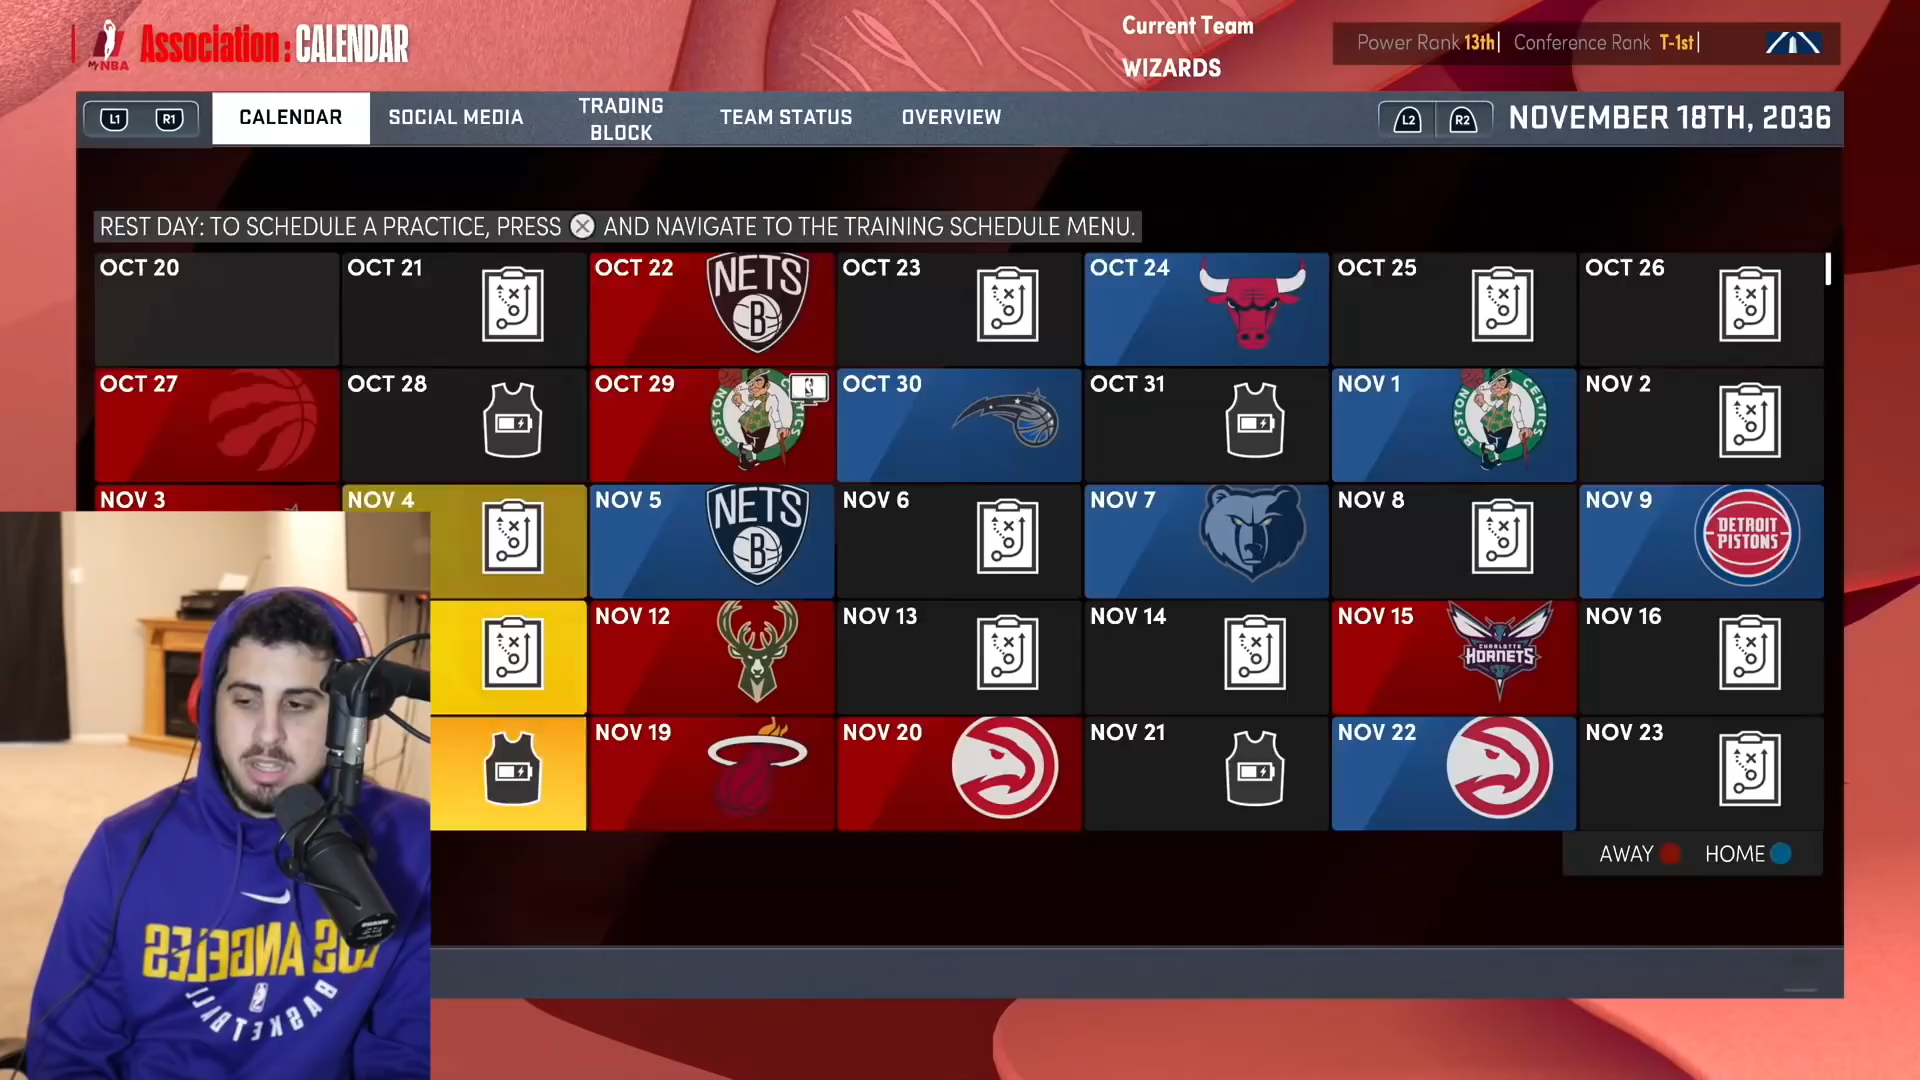 MyNBA
Association: CALENDAR
Current Team
WIZARDS
Power Rank 13th| Conference Rank T-1st|
L1 R1
CALENDAR
SOCIAL MEDIA
TRADING
BLOCK
TEAM STATUS
OVERVIEW
L2 R2
NOVEMBER 18TH, 2036
REST DAY: TO SCHEDULE A PRACTICE, PRESS ⓧ AND NAVIGATE TO THE TRAINING SCHEDULE MENU.
OCT 20
OCT 21
OCT 22
NETS
B
OCT 23
OCT 24
OCT 25
OCT 26
OCT 27
OCT 28
OCT 29
BOSTON
OCT 30
OCT 31
NOV 1
BOSTON CELTICS
NOV 2
NOV 3
NOV 4
NOV 5
NETS
B
NOV 6
NOV 7
NOV 8
NOV 9
DETROIT
PISTONS
NOV 12
NOV 13
NOV 14
NOV 15
CHARLOTTE
HORNETS
NOV 16
NOV 19
NOV 20
NOV 21
NOV 22
NOV 23
AWAY HOME
LOS ANGELES
BASKETBALL